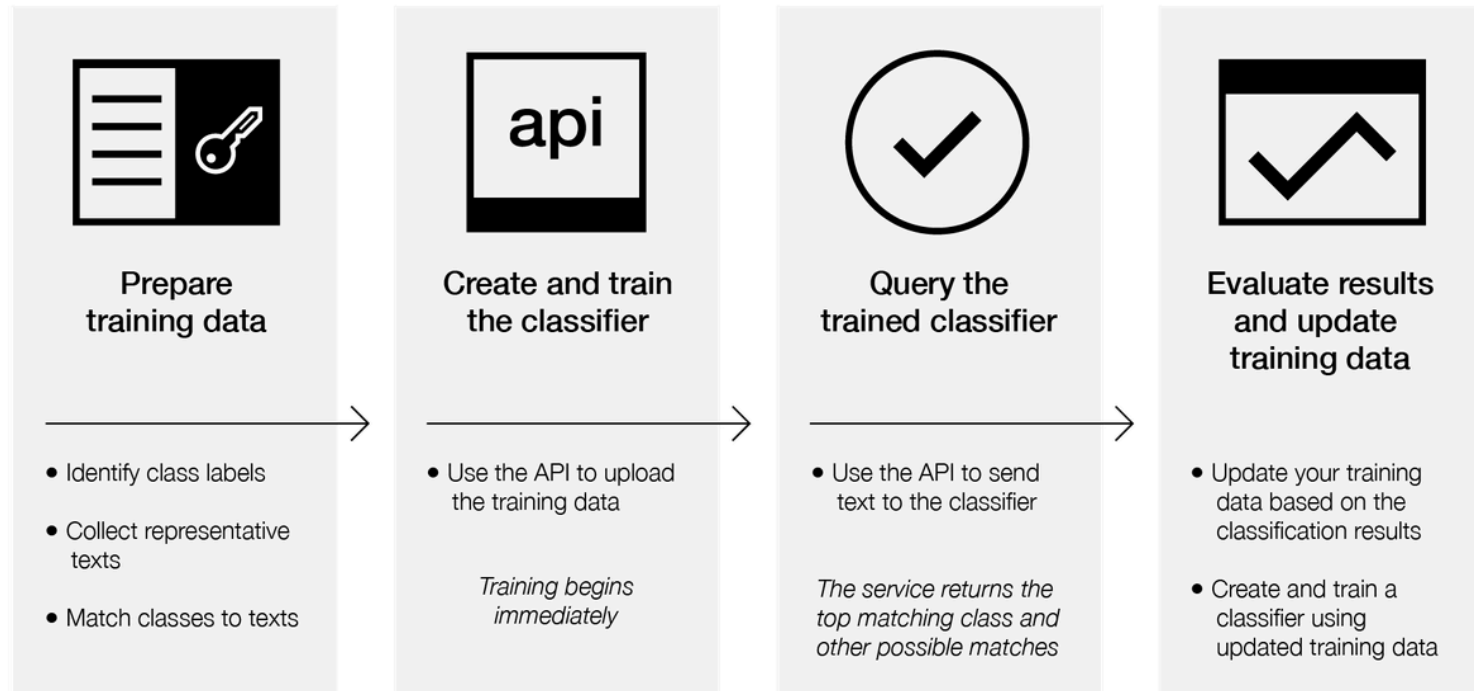 Prepare
training data
• Identify class labels
• Collect representative
texts
• Match classes to texts
api
Create and train
the classifier
• Use the API to upload
the training data
Training begins
immediately
Query the
trained classifier
• Use the API to send
text to the classifier
The service returns the
top matching class and
other possible matches
Evaluate results
and update
training data
• Update your training
data based on the
classification results
• Create and train a
classifier using
updated training data